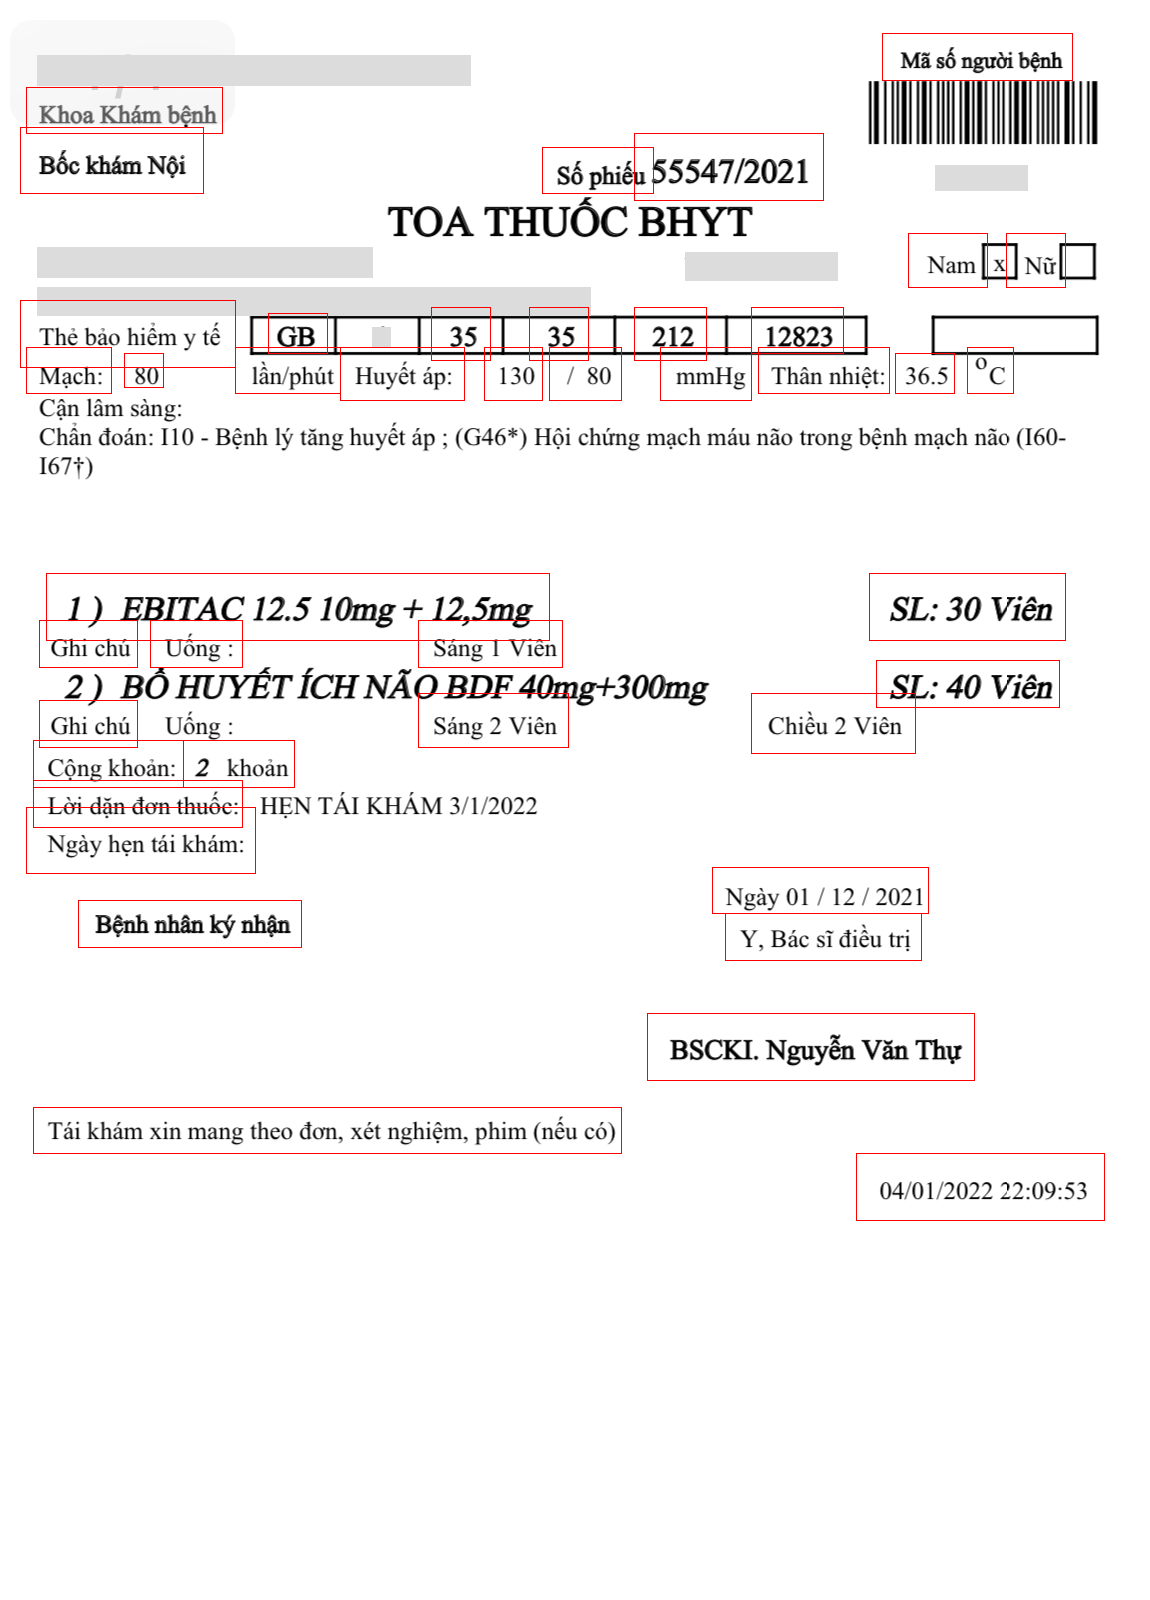 Mã số người bệnh
Khoa Khám bệnh
Bốc khám Nội
Số phiếu 55547/2021
TOA THUỐC BHYT
Nam x Nữ
Thẻ bảo hiểm y tế GB 35 35 212 12823
Mạch: 80 lần/phút Huyết áp: 130 / 80 mmHg Thân nhiệt: 36.5 ºC
Cận lâm sàng:
Chẩn đoán: I10 - Bệnh lý tăng huyết áp ; (G46*) Hội chứng mạch máu não trong bệnh mạch não (I60-
I67†)
1 ) EBITAC 12.5 10mg + 12,5mg SL: 30 Viên
Ghi chú Uống : Sáng 1 Viên
2 ) BỔ HUYẾT ÍCH NÃO BDF 40mg+300mg SL: 40 Viên
Ghi chú Uống : Sáng 2 Viên Chiều 2 Viên
Cộng khoản: 2 khoản
Lời dặn đơn thuốc: HẸN TÁI KHÁM 3/1/2022
Ngày hẹn tái khám:
Ngày 01 / 12 / 2021
Bệnh nhân ký nhận
Y, Bác sĩ điều trị
BSCKI. Nguyễn Văn Thự
Tái khám xin mang theo đơn, xét nghiệm, phim (nếu có)
04/01/2022 22:09:53